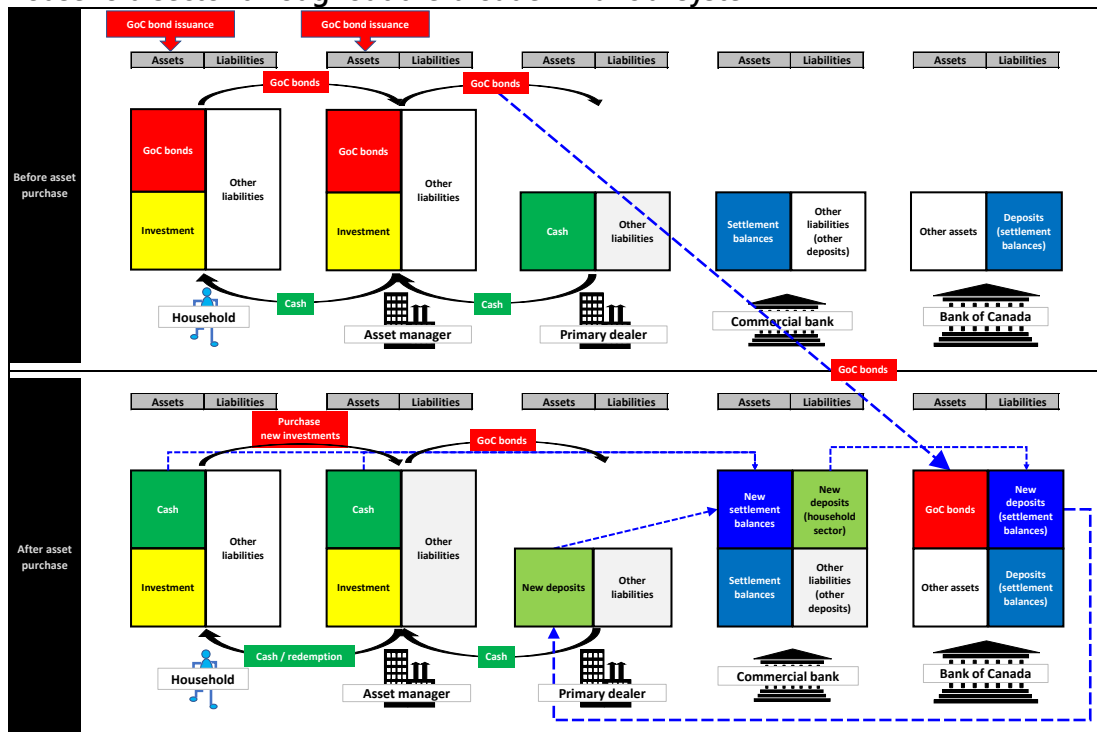 GoC bond issuance
GoC bond issuance
Assets
Liabilities
Assets
Liabilities
Assets
Liabilities
Assets
Liabilities
Assets
Liabilities
GoC bonds
GoC bonds
Before asset
purchase
GoC bonds
Other
liabilities
Investment
GoC bonds
Other
liabilities
Investment
Cash
Other
liabilities
Settlement
balances
Other
liabilities
(other
deposits)
Other assets
Deposits
(settlement
balances)
Cash
Cash
Household
Asset manager
Primary dealer
Commercial bank
Bank of Canada
GoC bonds
Assets
Liabilities
Assets
Liabilities
Assets
Liabilities
Assets
Liabilities
Assets
Liabilities
Purchase
new investments
GoC bonds
After asset
purchase
Cash
Other
liabilities
Investment
Cash
Other
liabilities
Investment
New deposits
Other
liabilities
New
settlement
balances
New
deposits
(household
sector)
Settlement
balances
Other
liabilities
(other
deposits)
GoC bonds
New
deposits
(settlement
balances)
Other assets
Deposits
(settlement
balances)
Cash / redemption
Cash
Household
Asset manager
Primary dealer
Commercial bank
Bank of Canada